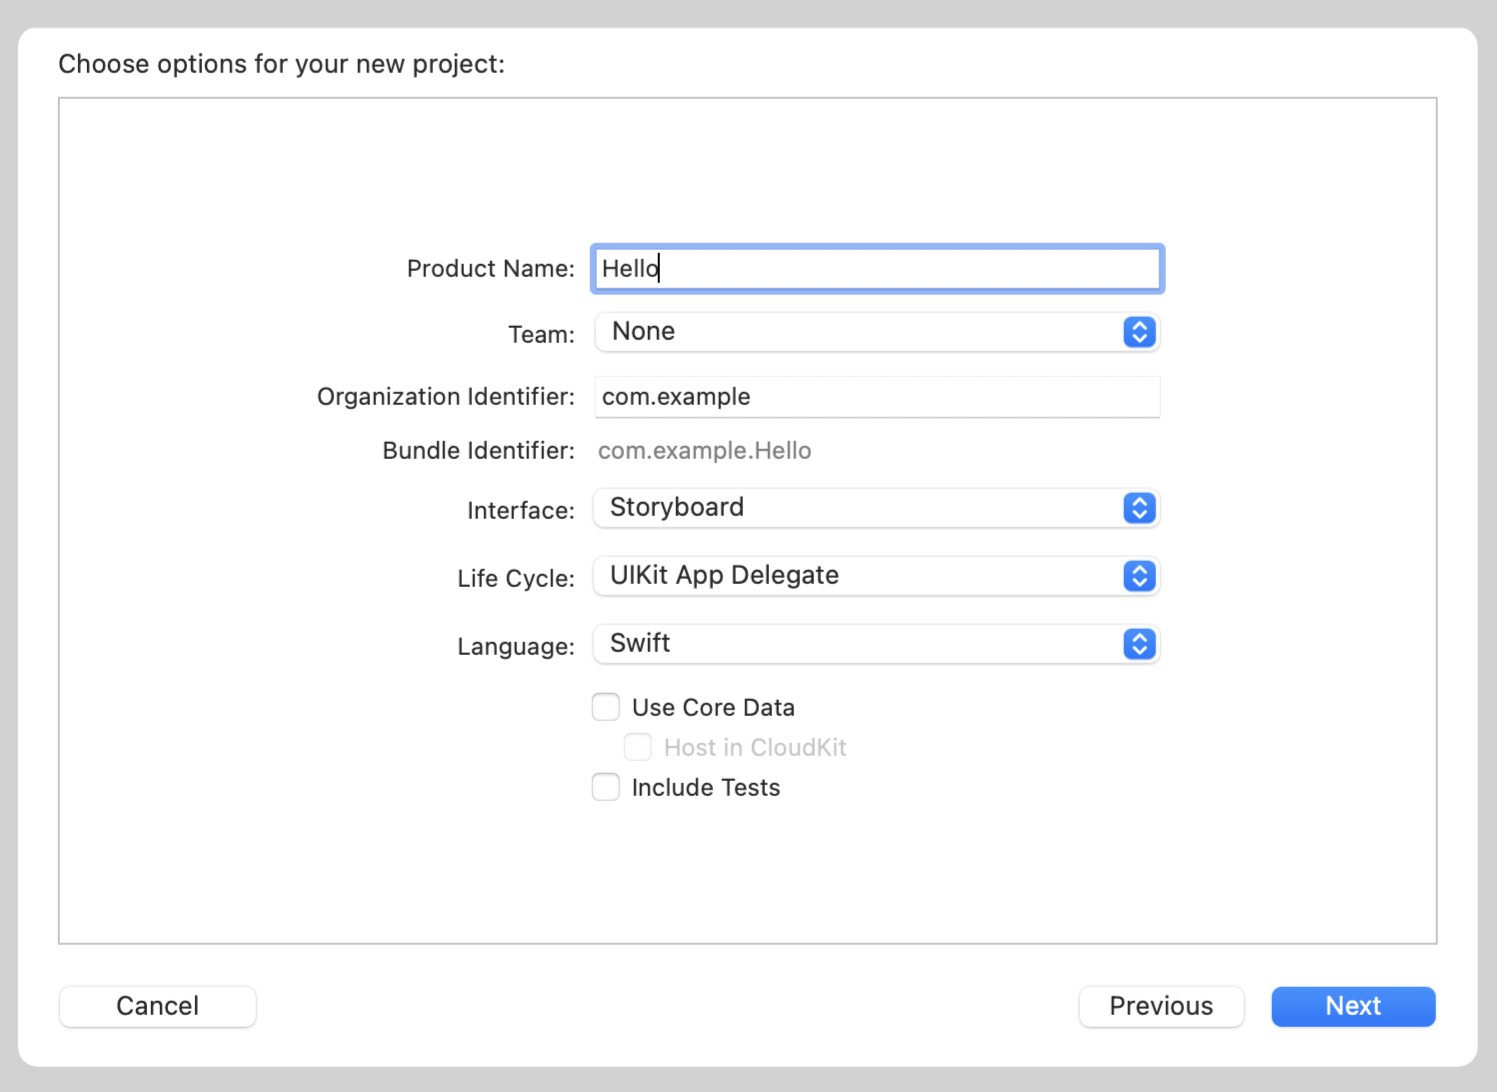 Choose options for your new project:
Product Name: Hello
Team: None
Organization Identifier: com.example
Bundle Identifier: com.example.Hello
Interface: Storyboard
Life Cycle: UIKit App Delegate
Language: Swift
Use Core Data
Host in CloudKit
Include Tests
Cancel Previous Next